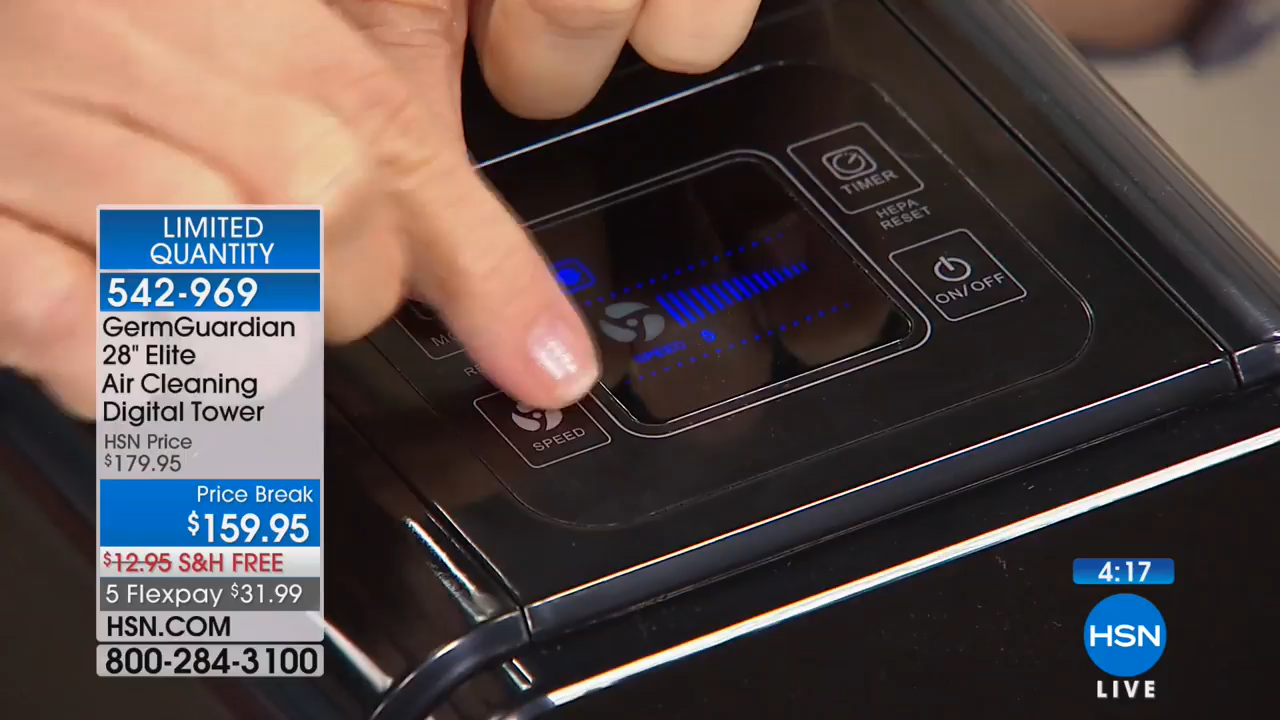 LIMITED
QUANTITY
542-969
GermGuardian
28" Elite
Air Cleaning
Digital Tower
HSN Price
$179.95
Price Break
$159.95
$12.95 S&H FREE
5 Flexpay $31.99
HSN.COM
800-284-3100
TIMER
HEPA
RESET
ON/OFF
SPEED
SPEED
4:17
HSN
LIVE